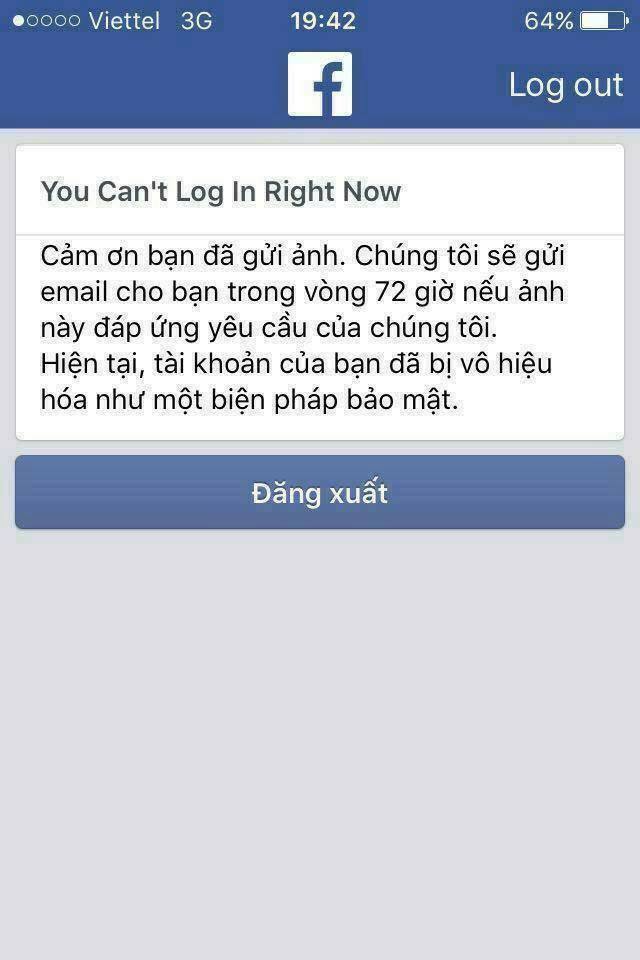 Viettel 3G 19:42 64%
f Log out
You Can't Log In Right Now
Cảm ơn bạn đã gửi ảnh. Chúng tôi sẽ gửi
email cho bạn trong vòng 72 giờ nếu ảnh
này đáp ứng yêu cầu của chúng tôi.
Hiện tại, tài khoản của bạn đã bị vô hiệu
hóa như một biện pháp bảo mật.
Đăng xuất